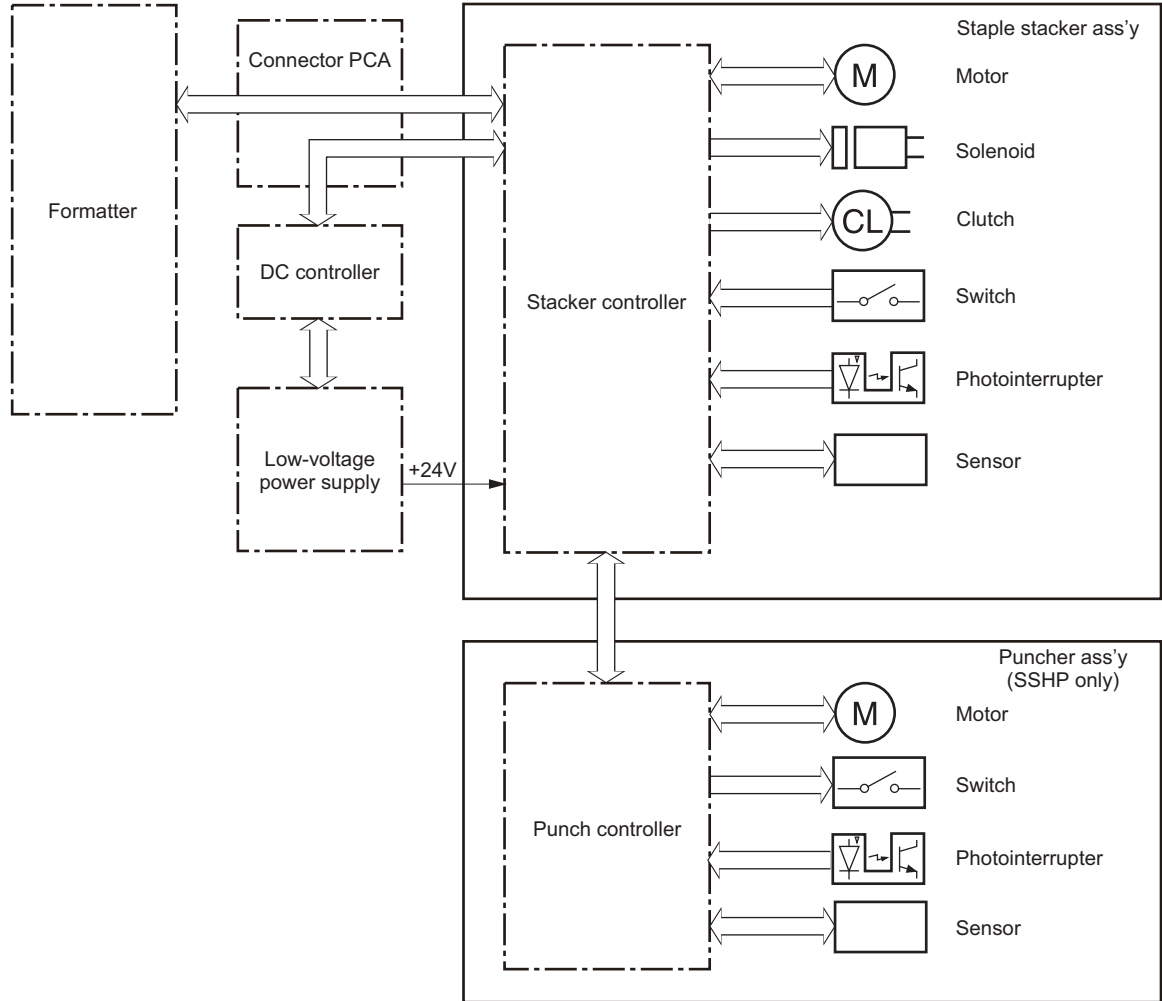 Staple stacker ass'y
Connector PCA
M
Motor
Solenoid
Formatter
CL
Clutch
DC controller
Stacker controller
Switch
Photointerrupter
Low-voltage
power supply
+24V
Sensor
Puncher ass'y
(SSHP only)
M
Motor
Switch
Punch controller
Photointerrupter
Sensor